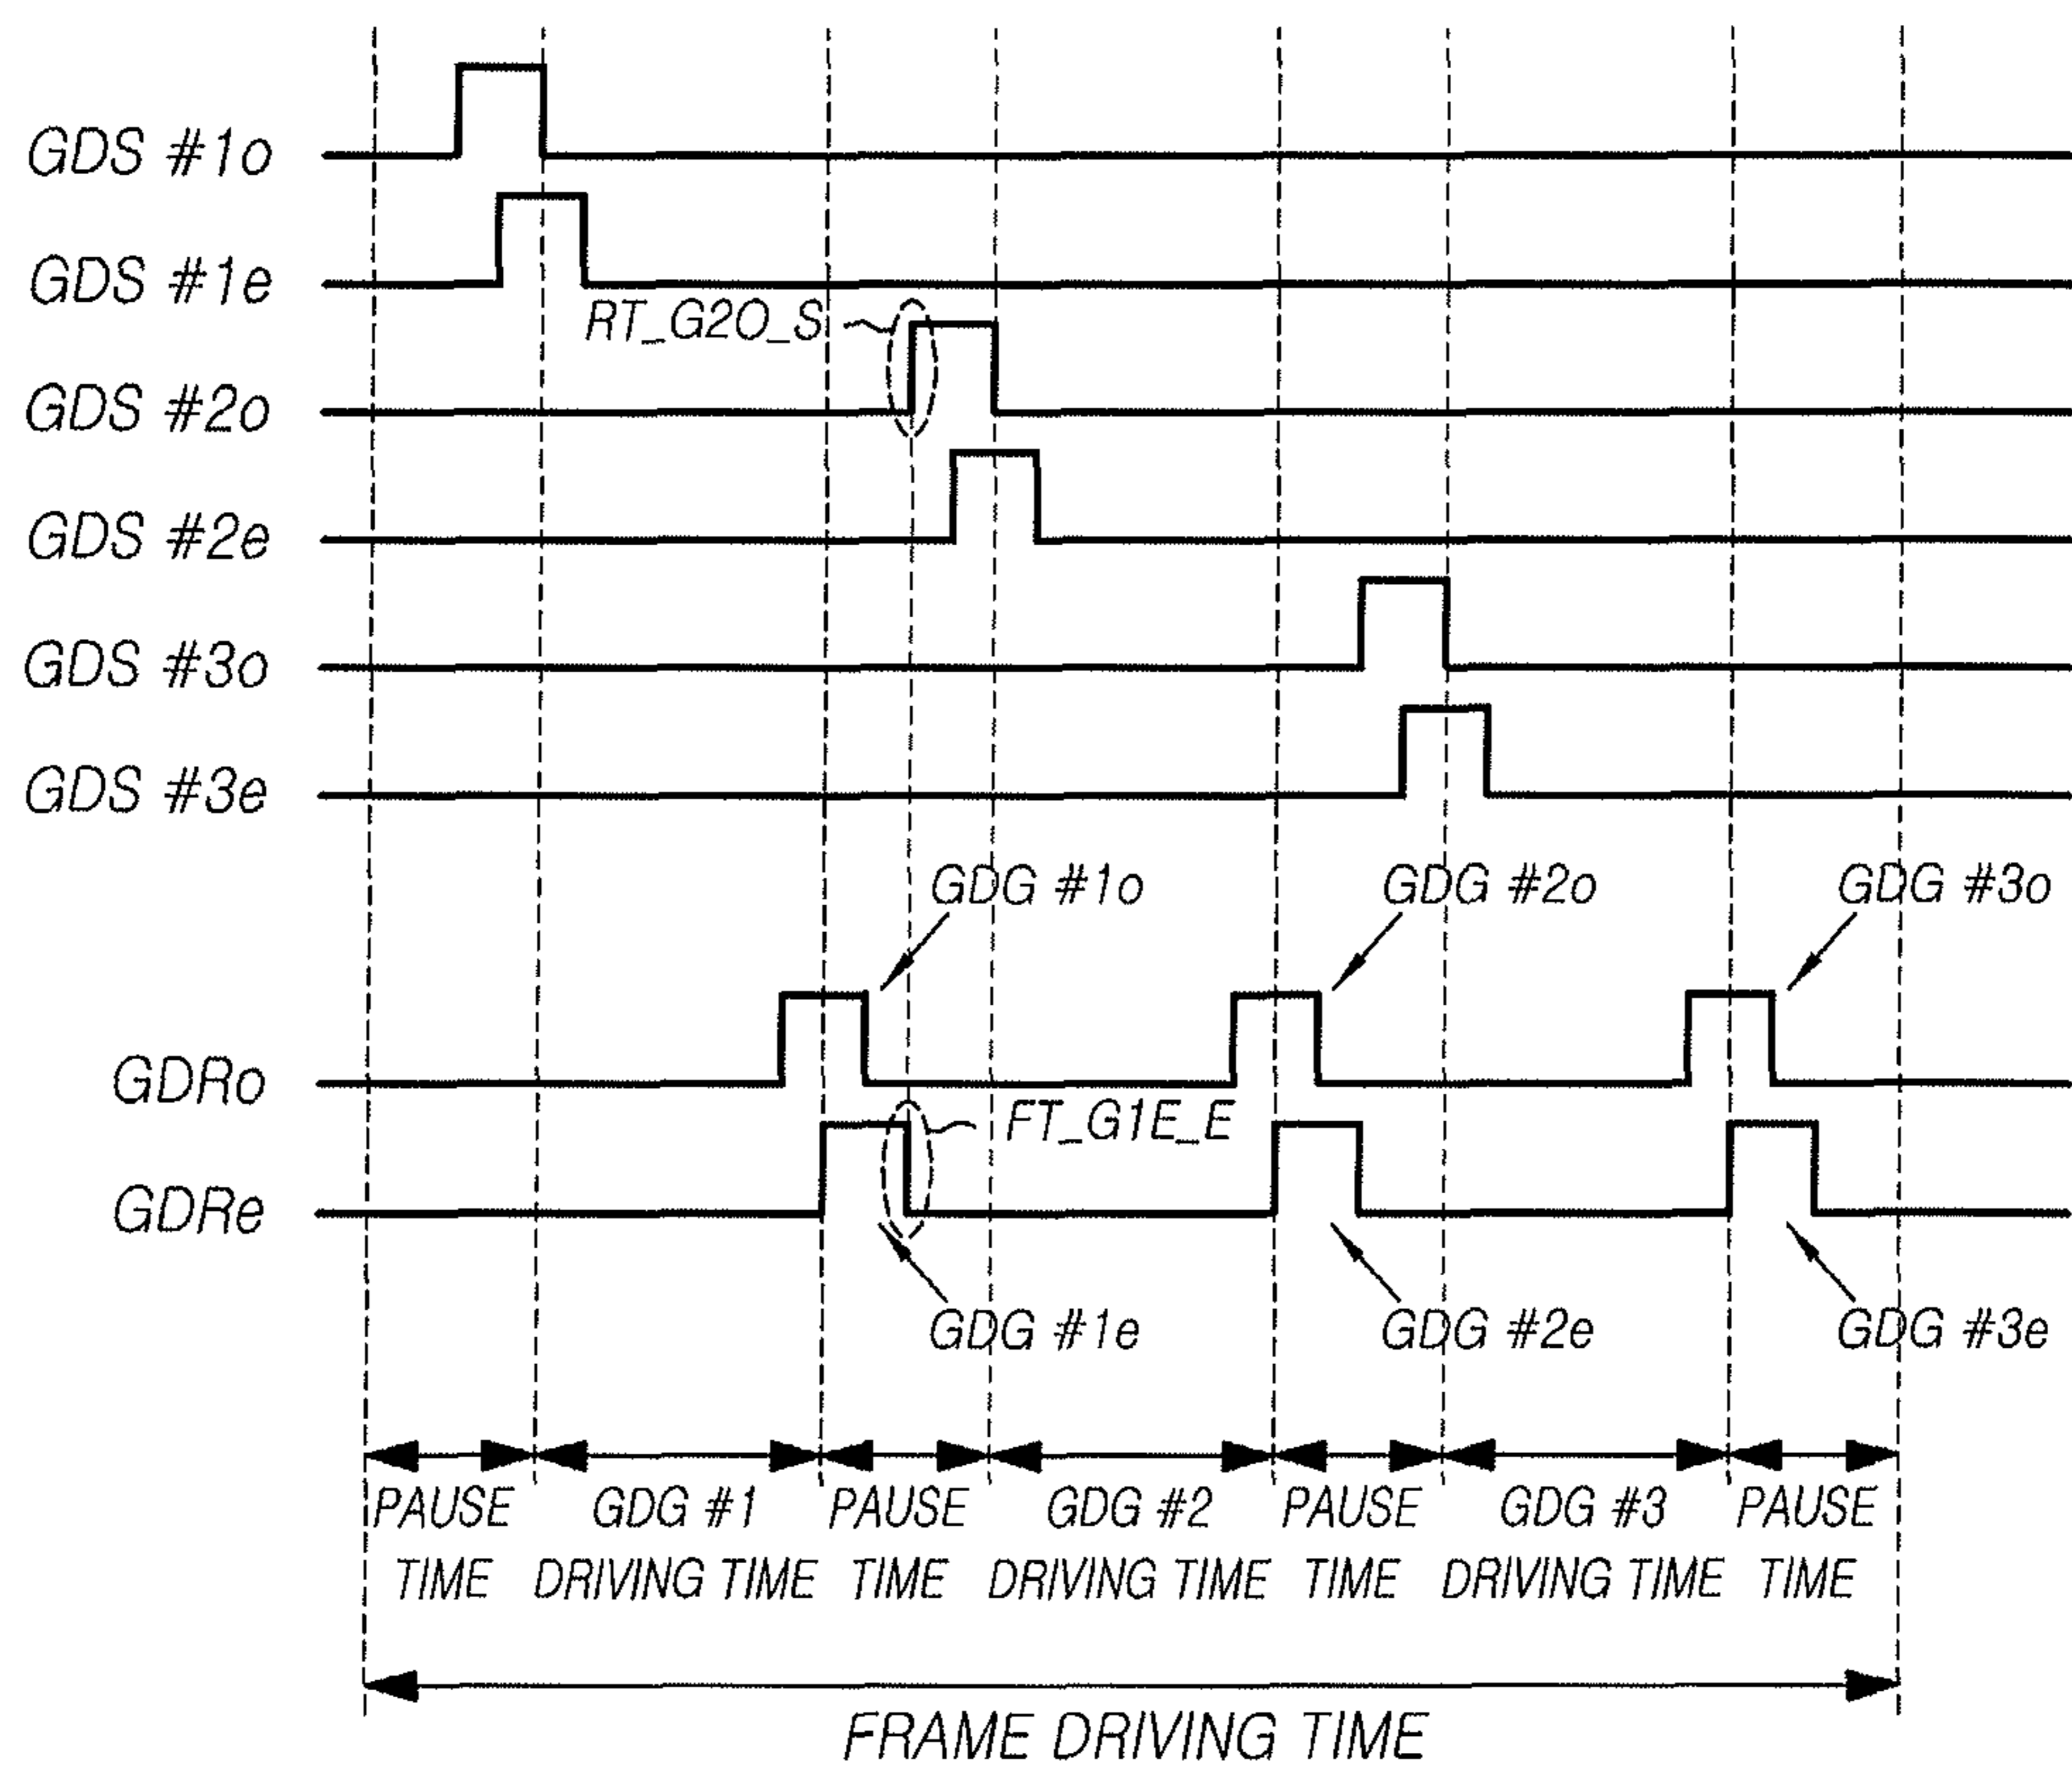 GDS #1o
GDS #1e
RT_G2O_S
GDS #2o
GDS #2e
GDS #3o
GDS #3e
GDG #1o
GDG #2o
GDG #3o
GDRo
FT_G1E_E
GDRe
GDG #1e
GDG #2e
GDG #3e
PAUSE TIME
GDG #1 DRIVING TIME
PAUSE TIME
GDG #2 DRIVING TIME
PAUSE TIME
GDG #3 DRIVING TIME
PAUSE TIME
FRAME DRIVING TIME